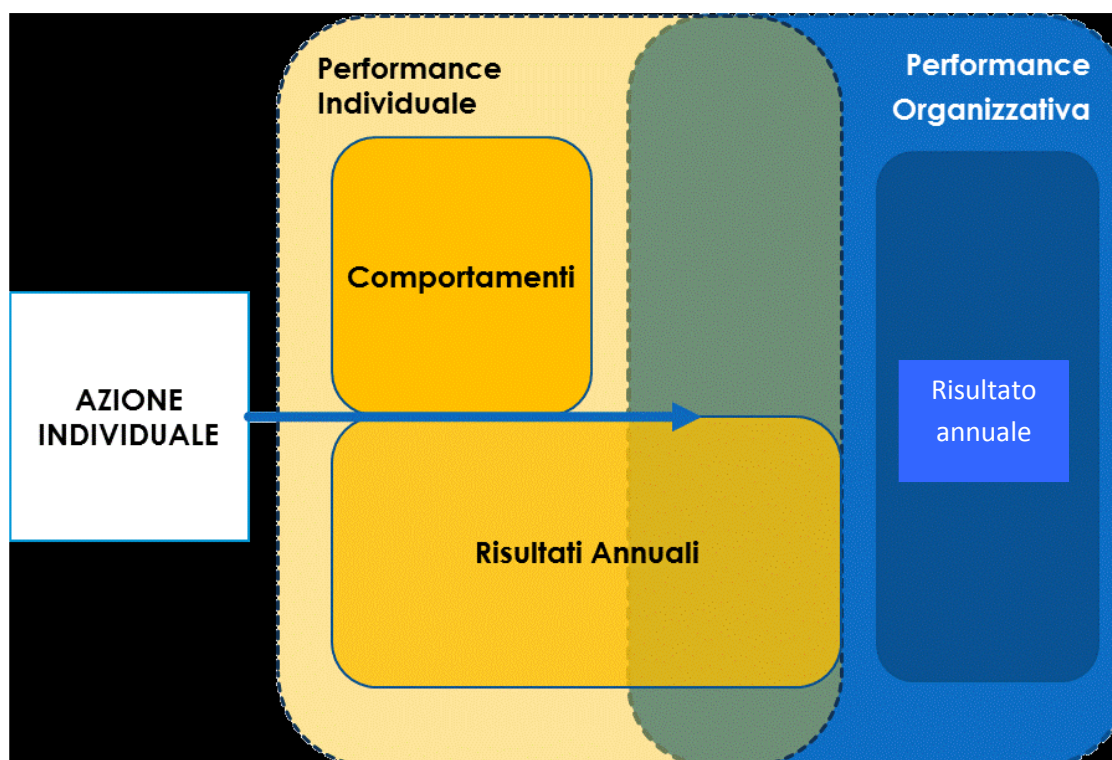 Performance
Individuale
Performance
Organizzativa
Comportamenti
AZIONE
INDIVIDUALE
Risultato
annuale
Risultati Annuali